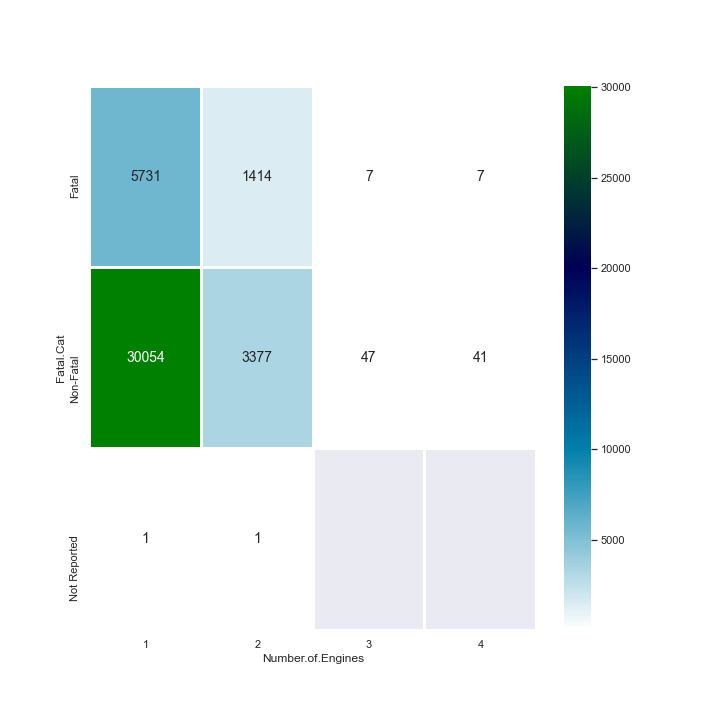 Fatal.Cat
Fatal
5731 1414 7 7
Non-Fatal
30054 3377 47 41
Not Reported
1 1
1 2 3 4
Number.of.Engines
30000
25000
20000
15000
10000
5000